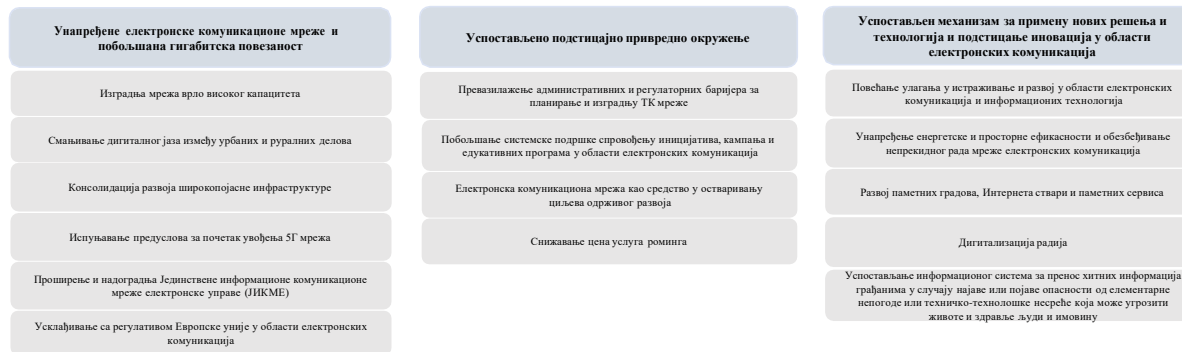 Унапређене електронске комуникационе мреже и
побољшана гигабитска повезаност
Изградња мрежа врло високог капацитета
Смањивање дигиталног јаза између урбаних и руралних делова
Консолидација развоја широкопојасне инфраструктуре
Испуњавање предуслова за почетак увођења 5Г мрежа
Проширење и надоградња Јединствене информационе комуникационе
мреже електронске управе (ЈИКМЕ)
Усклађивање са регулативом Европске уније у области електронских
комуникација
Успостављено подстицајно привредно окружење
Превазилажење административних и регулаторних баријера за
планирање и изградњу ТК мреже
Побољшање системске подршке спровођењу иницијатива, кампања и
едукативних програма у области електронских комуникација
Електронска комуникациона мрежа као средство у остваривању
циљева одрживог развоја
Снижавање цена услуга роминга
Успостављен механизам за примену нових решења и
технологија и подстицање иновација у области
електронских комуникација
Повећање улагања у истраживање и развој у области електронских
комуникација и информационих технологија
Унапређење енергетске и просторне ефикасности и обезбеђивање
непрекидног рада мреже електронских комуникација
Развој паметних градова, Интернета ствари и паметних сервиса
Дигитализација радија
Успостављање информационог система за пренос хитних информација
грађанима у случају најаве или појаве опасности од елементарне
непогоде или техничко-технолошке несреће која може угрозити
животе и здравље људи и имовину